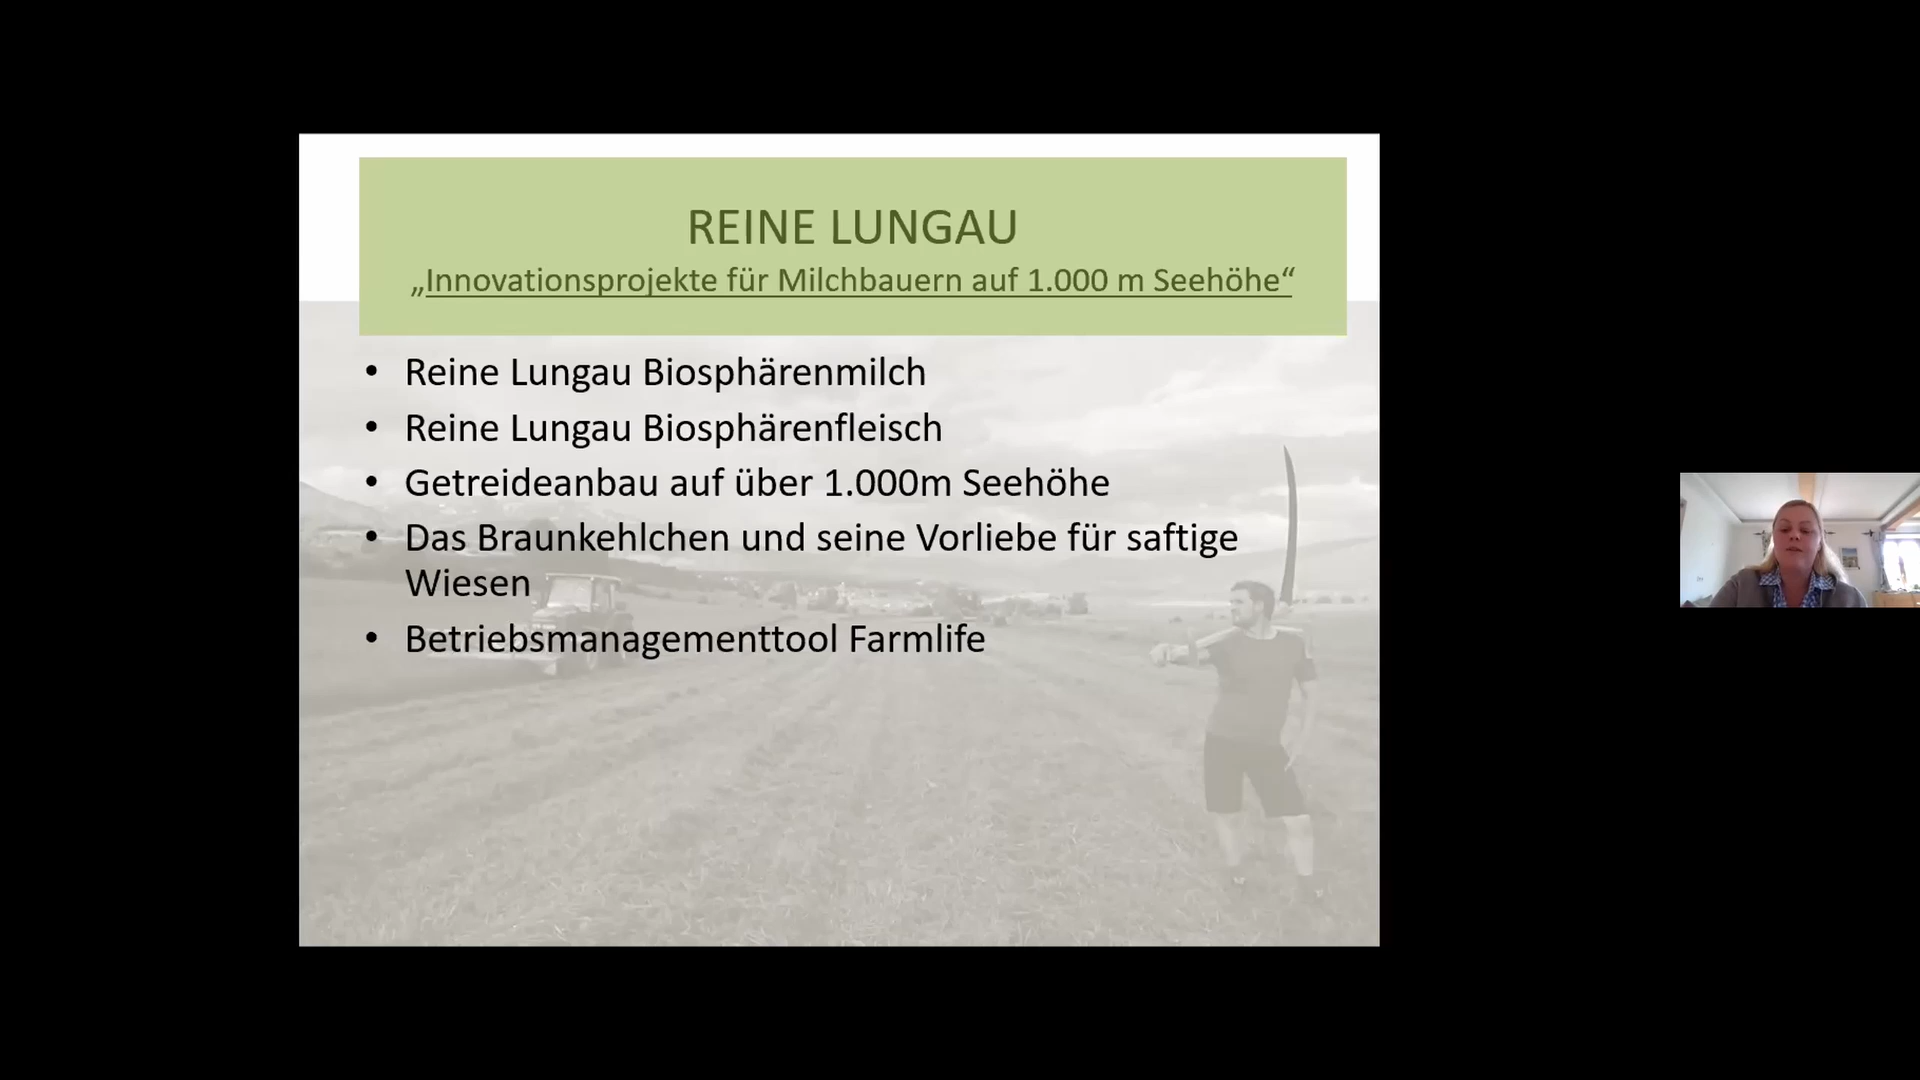 REINE LUNGAU
„Innovationsprojekte für Milchbauern auf 1.000 m Seehöhe“
• Reine Lungau Biosphärenmilch
• Reine Lungau Biosphärenfleisch
• Getreideanbau auf über 1.000m Seehöhe
• Das Braunkehlchen und seine Vorliebe für saftige
Wiesen
• Betriebsmanagementtool Farmlife